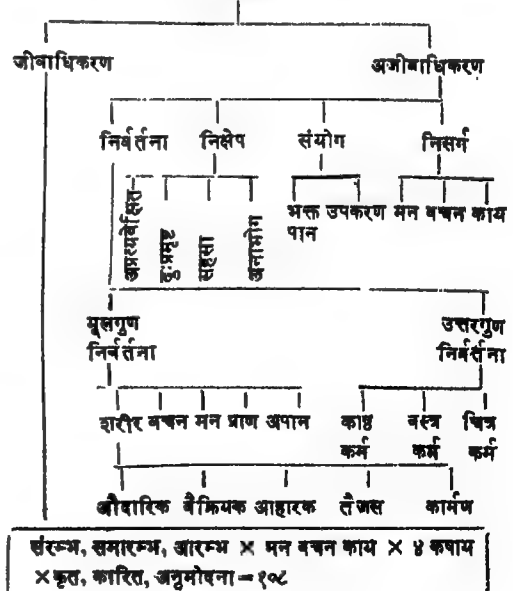 जीवाधिकरण अजीवाधिकरण
निर्वर्तना निक्षेप संयोग निसर्ग
अप्रत्यवेक्षित दुःप्रमृष्ट सहसा अनाभोग
भक्त उपकरण मन वचन काय
पान
मूलगुण उत्तरगुण
निर्वर्तना निर्वर्तना
शरीर वचन मन प्राण अपान काष्ठ वस्त्र चित्र
कर्म कर्म कर्म
औदारिक वैक्रियक आहारक तैजस कार्मण
संरम्भ, समारम्भ, आरम्भ × मन वचन काय × ४ कषाय
× कृत, कारित, अनुमोदना = १०८